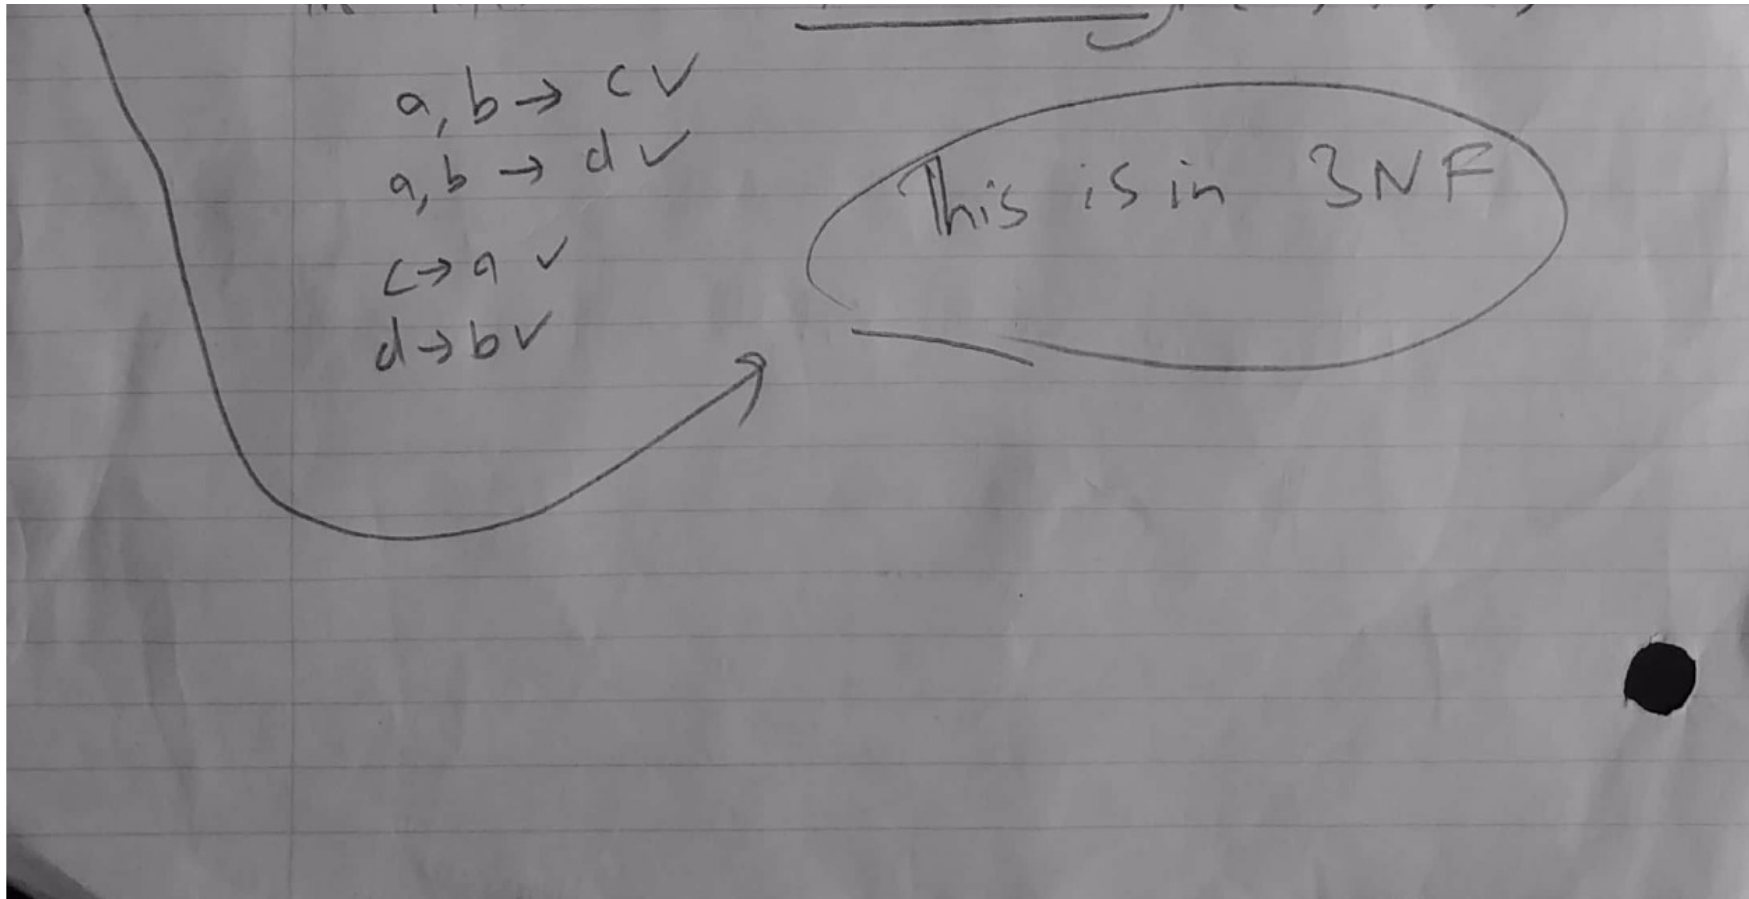 a, b → c ✓
a, b → d ✓
c → a ✓
d → b ✓
This is in 3NF